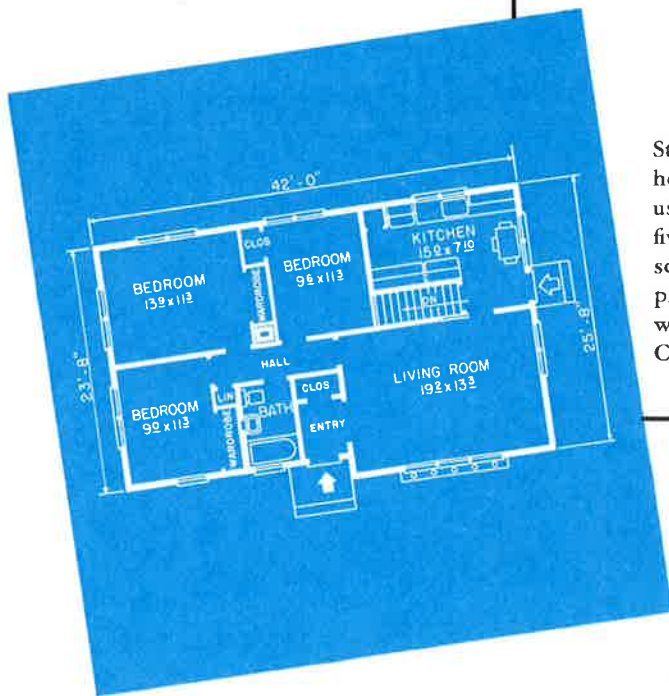 42'-0"
CLOS
KITCHEN
15⁰ x 7¹⁰
BEDROOM
13⁹ x 11³
BEDROOM
9⁶ x 11³
WARDROBE
DN
23'-8"
25'-8"
HALL
LIVING ROOM
19² x 13³
CLOS
LIN
BATH
BEDROOM
9⁰ x 11³
WARDROBE
ENTRY